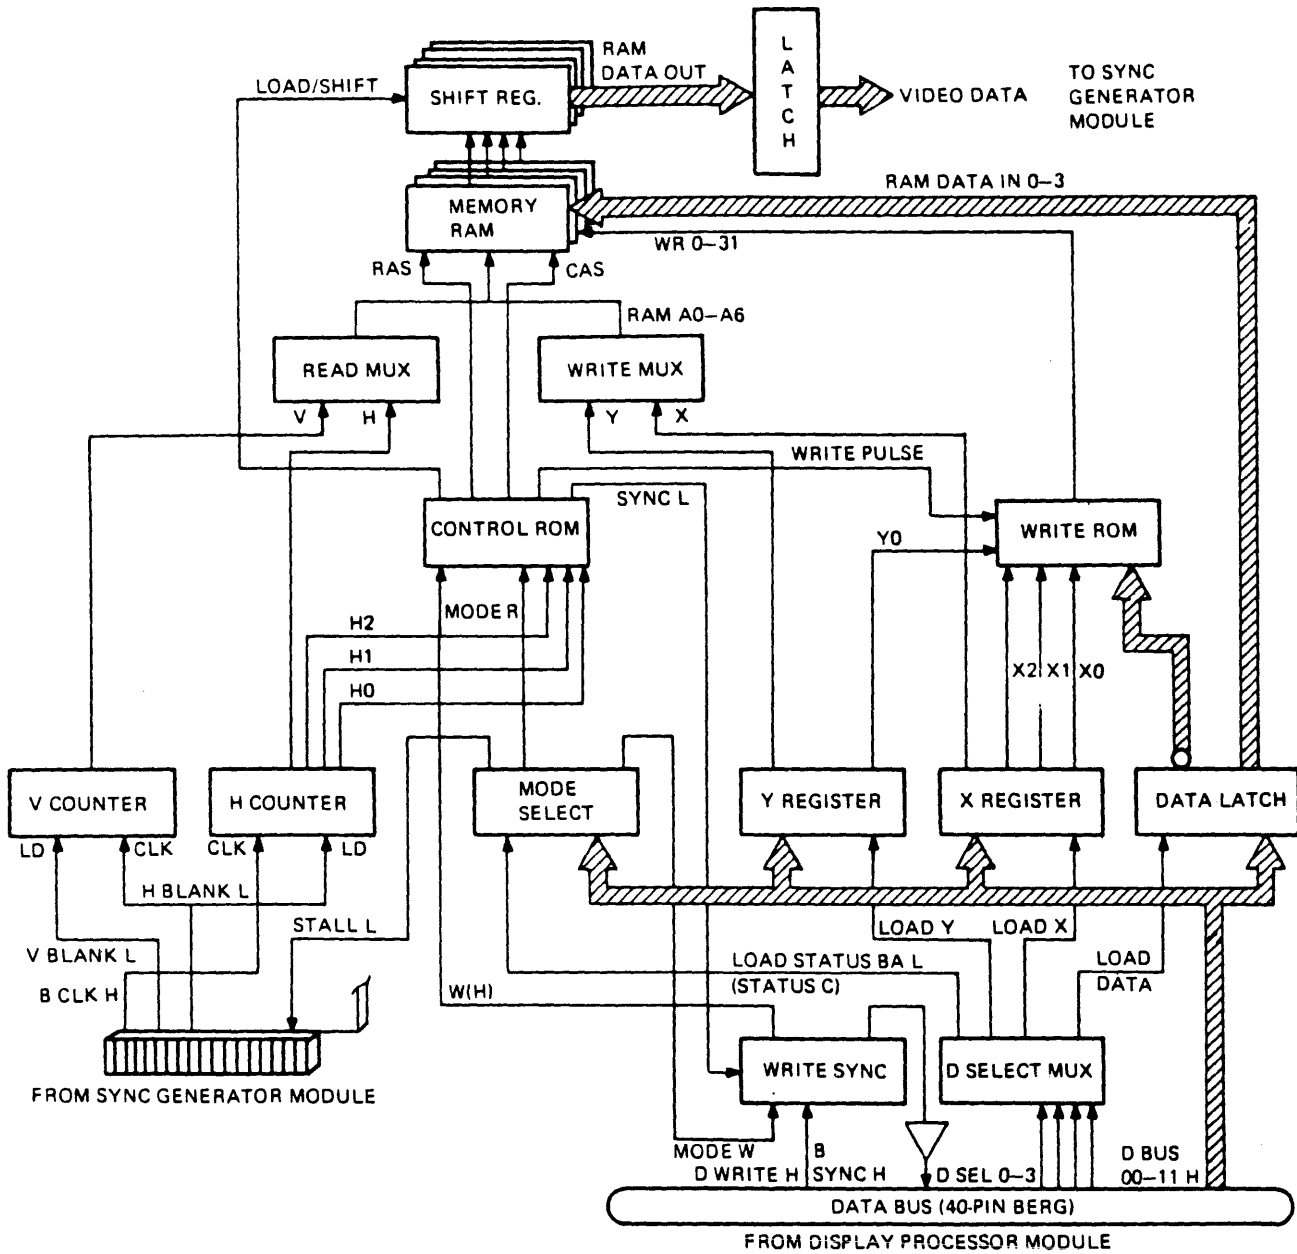 RAM
DATA OUT
LATCH
LOAD/SHIFT
SHIFT REG.
VIDEO DATA
TO SYNC
GENERATOR
MODULE
RAM DATA IN 0-3
MEMORY
RAM
WR 0-31
RAS
CAS
RAM A0-A6
READ MUX
WRITE MUX
V
H
Y
X
WRITE PULSE
SYNC L
CONTROL ROM
WRITE ROM
Y0
MODE R
H2
H1
H0
X2
X1
X0
V COUNTER
H COUNTER
MODE
SELECT
Y REGISTER
X REGISTER
DATA LATCH
LD
CLK
CLK
LD
H BLANK L
STALL L
LOAD Y
LOAD X
V BLANK L
LOAD STATUS BA L
(STATUS C)
LOAD
DATA
B CLK H
W(H)
WRITE SYNC
D SELECT MUX
FROM SYNC GENERATOR MODULE
MODE W
D WRITE H
B
SYNC H
D SEL 0-3
D BUS
00-11 H
DATA BUS (40-PIN BERG)
FROM DISPLAY PROCESSOR MODULE